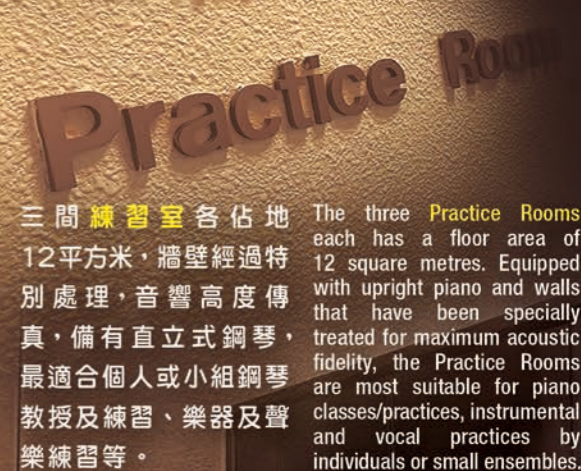 Practice Room
三間練習室各佔地
12平方米，牆壁經過特
別處理，音響高度傳
真，備有直立式鋼琴，
最適合個人或小組鋼琴
教授及練習、樂器及聲
樂練習等。
The three Practice Rooms
each has a floor area of
12 square metres. Equipped
with upright piano and walls
that have been specially
treated for maximum acoustic
fidelity, the Practice Rooms
are most suitable for piano
classes/practices, instrumental
and vocal practices by
individuals or small ensembles.